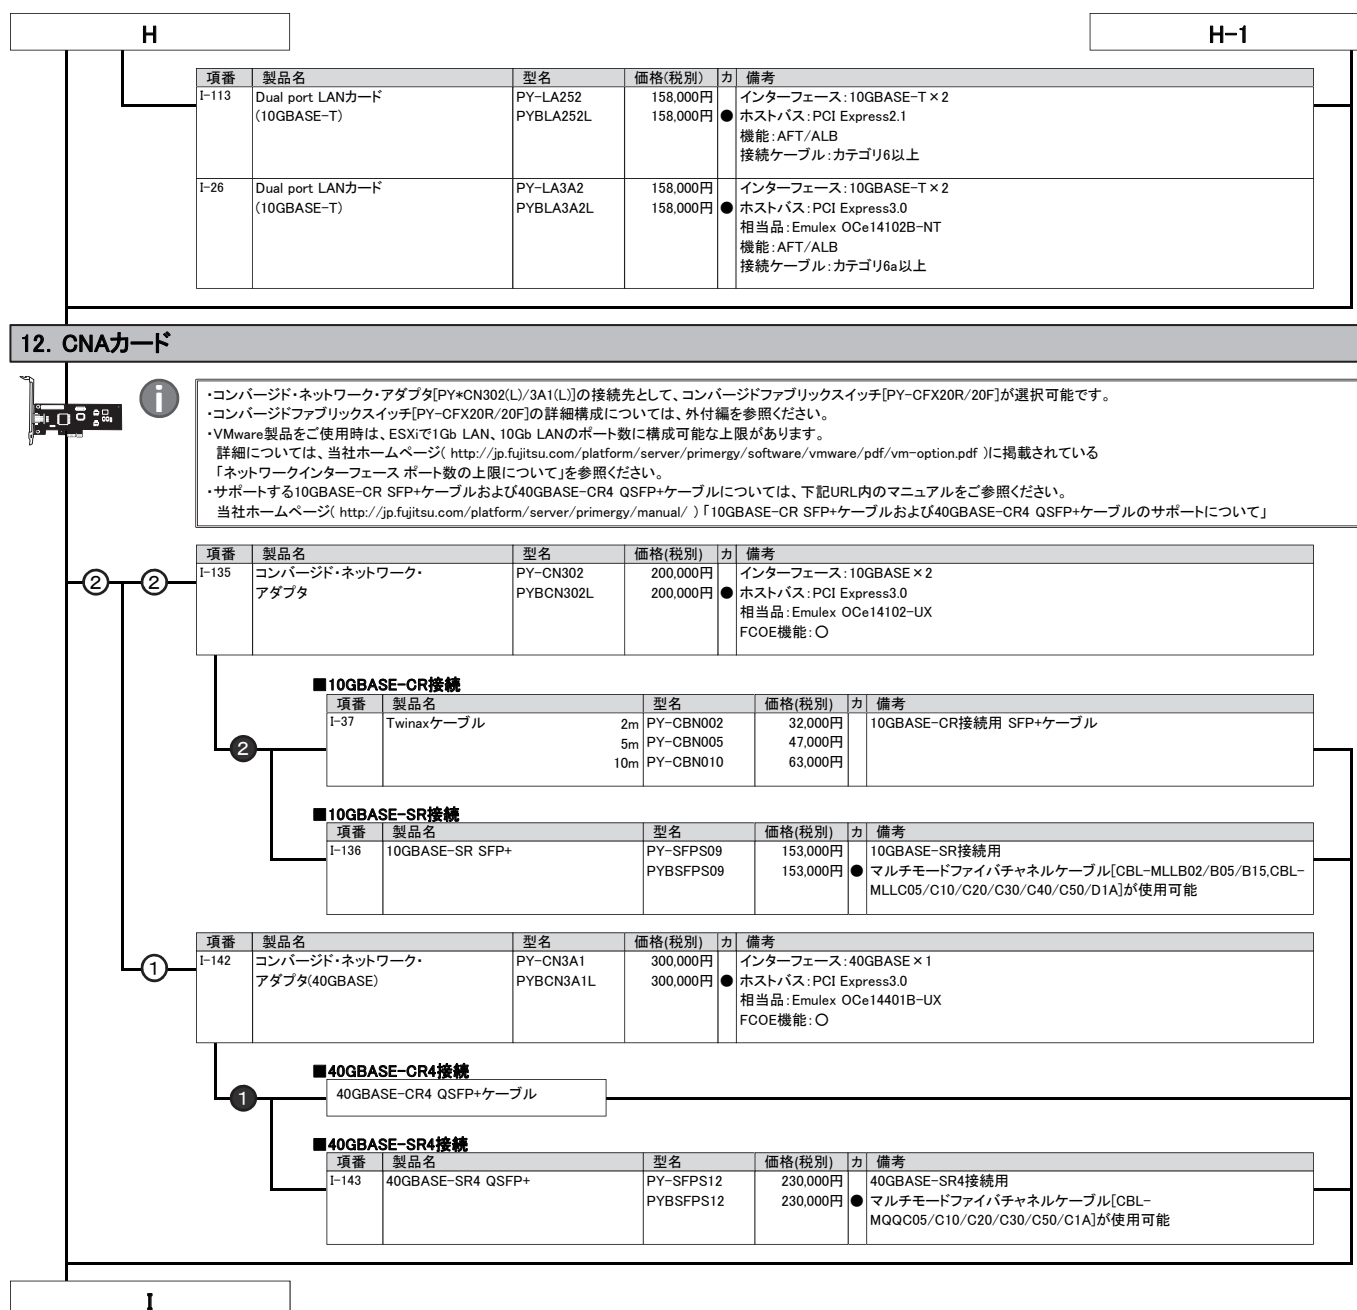 H
H-1
項番 製品名 型名 価格(税別) カ 備考
I-113 Dual port LANカード PY-LA252 158,000円 インターフェース:10GBASE-T×2
(10GBASE-T) PYBLA252L 158,000円 ● ホストバス:PCI Express2.1
機能:AFT/ALB
接続ケーブル:カテゴリ6以上
I-26 Dual port LANカード PY-LA3A2 158,000円 インターフェース:10GBASE-T×2
(10GBASE-T) PYBLA3A2L 158,000円 ● ホストバス:PCI Express3.0
相当品:Emulex OCe14102B-NT
機能:AFT/ALB
接続ケーブル:カテゴリ6a以上
12. CNAカード
i
・コンバージド・ネットワーク・アダプタ[PY*CN302(L)/3A1(L)]の接続先として、コンバージドファブリックスイッチ[PY-CFX20R/20F]が選択可能です。
・コンバージドファブリックスイッチ[PY-CFX20R/20F]の詳細構成については、外付編を参照ください。
・VMware製品をご使用時は、ESXiで1Gb LAN、10Gb LANのポート数に構成可能な上限があります。
詳細については、当社ホームページ( http://jp.fujitsu.com/platform/server/primergy/software/vmware/pdf/vm-option.pdf )に掲載されている
「ネットワークインターフェース ポート数の上限について」を参照ください。
・サポートする10GBASE-CR SFP+ケーブルおよび40GBASE-CR4 QSFP+ケーブルについては、下記URL内のマニュアルをご参照ください。
当社ホームページ( http://jp.fujitsu.com/platform/server/primergy/manual/ )「10GBASE-CR SFP+ケーブルおよび40GBASE-CR4 QSFP+ケーブルのサポートについて」
項番 製品名 型名 価格(税別) カ 備考
② ② I-135 コンバージド・ネットワーク・ PY-CN302 200,000円 インターフェース:10GBASE×2
アダプタ PYBCN302L 200,000円 ● ホストバス:PCI Express3.0
相当品:Emulex OCe14102-UX
FCOE機能:○
■10GBASE-CR接続
項番 製品名 型名 価格(税別) カ 備考
I-37 Twinaxケーブル 2m PY-CBN002 32,000円 10GBASE-CR接続用 SFP+ケーブル
❷ 5m PY-CBN005 47,000円
10m PY-CBN010 63,000円
■10GBASE-SR接続
項番 製品名 型名 価格(税別) カ 備考
I-136 10GBASE-SR SFP+ PY-SFPS09 153,000円 10GBASE-SR接続用
PYBSFPS09 153,000円 ● マルチモードファイバチャネルケーブル[CBL-MLLB02/B05/B15,CBL-
MLLC05/C10/C20/C30/C40/C50/D1A]が使用可能
項番 製品名 型名 価格(税別) カ 備考
① I-142 コンバージド・ネットワーク・ PY-CN3A1 300,000円 インターフェース:40GBASE×1
アダプタ(40GBASE) PYBCN3A1L 300,000円 ● ホストバス:PCI Express3.0
相当品:Emulex OCe14401B-UX
FCOE機能:○
■40GBASE-CR4接続
❶ 40GBASE-CR4 QSFP+ケーブル
■40GBASE-SR4接続
項番 製品名 型名 価格(税別) カ 備考
I-143 40GBASE-SR4 QSFP+ PY-SFPS12 230,000円 40GBASE-SR4接続用
PYBSFPS12 230,000円 ● マルチモードファイバチャネルケーブル[CBL-
MQQC05/C10/C20/C30/C50/C1A]が使用可能
I